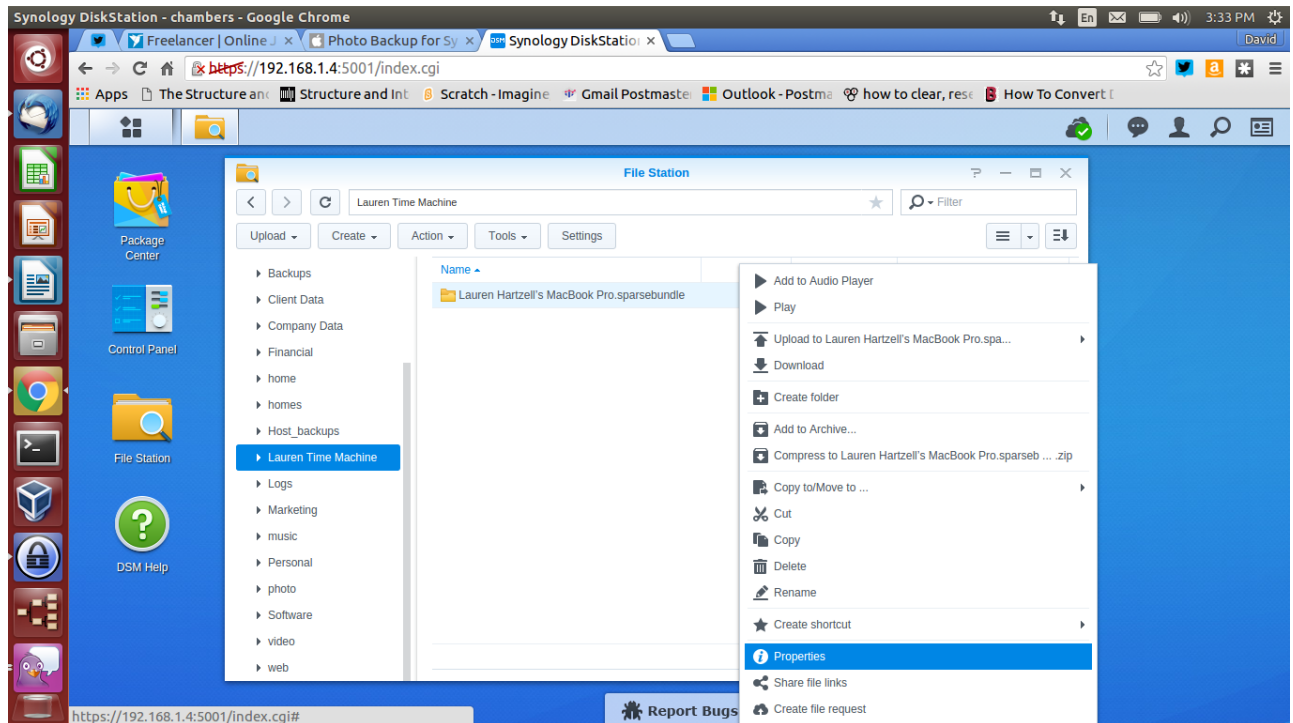 Synology DiskStation - chambers - Google Chrome
En
3:33 PM
Freelancer | Online J
Photo Backup for Sy
Synology DiskStation
David
https://192.168.1.4:5001/index.cgi
Apps
The Structure and
Structure and Int
Scratch - Imagine
Gmail Postmaste
Outlook - Postma
how to clear, rese
How To Convert D
File Station
Lauren Time Machine
Filter
Upload
Create
Action
Tools
Settings
Package
Center
Control Panel
File Station
DSM Help
Backups
Client Data
Company Data
Financial
home
homes
Host_backups
Lauren Time Machine
Logs
Marketing
music
Personal
photo
Software
video
web
Name
Lauren Hartzell's MacBook Pro.sparsebundle
Add to Audio Player
Play
Upload to Lauren Hartzell's MacBook Pro.spa...
Download
Create folder
Add to Archive...
Compress to Lauren Hartzell's MacBook Pro.sparseb ... .zip
Copy to/Move to ...
Cut
Copy
Delete
Rename
Create shortcut
Properties
Share file links
Create file request
Report Bugs
https://192.168.1.4:5001/index.cgi#